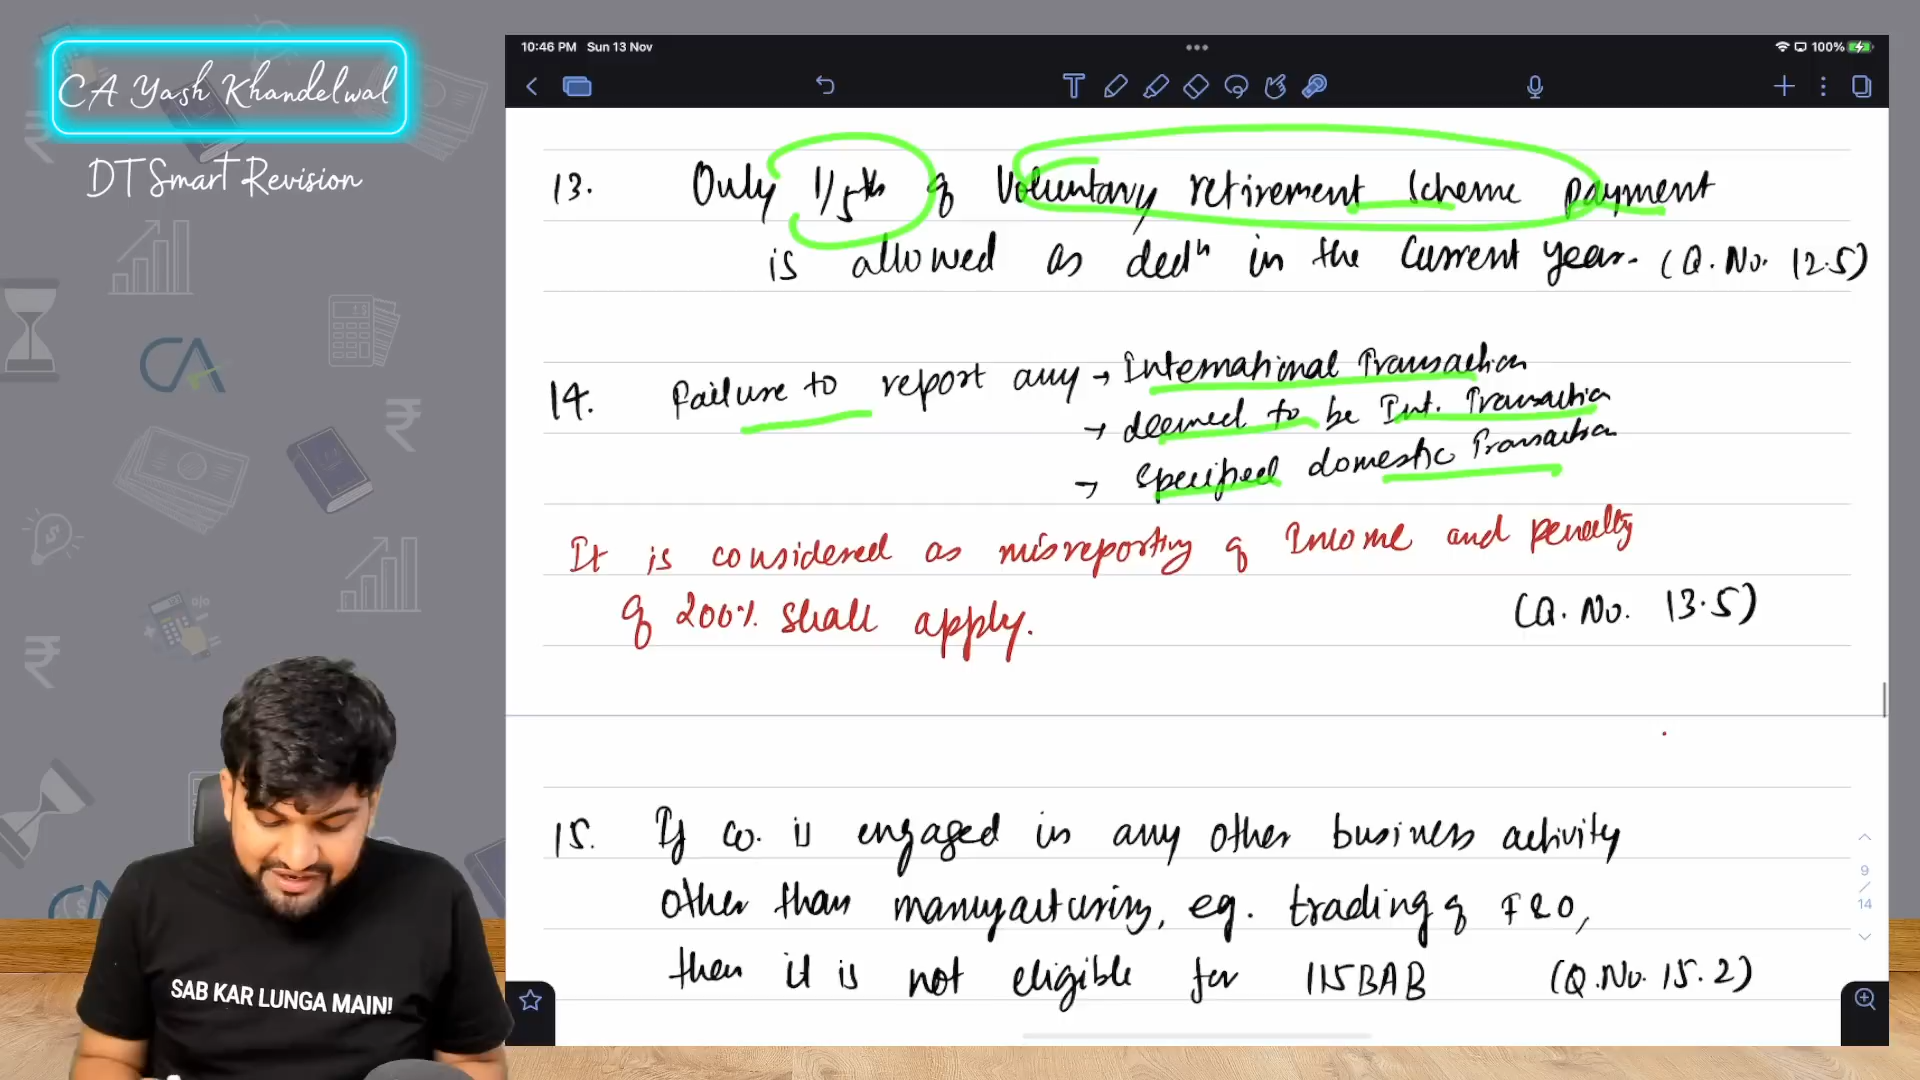 CA Yash Khandelwal
DT Smart Revision
10:46 PM Sun 13 Nov
100%
13. Only 1/5th of Voluntary retirement scheme payment
is allowed as dedn in the current year. (Q. No. 12.5)
14. Failure to report any → International Transaction
→ deemed to be Int. Transaction
→ Specified domestic Transaction
It is considered as misreporting of Income and penalty
of 200% shall apply.
(Q. No. 13.5)
15. If co. is engaged in any other business activity
other than manufacturing, eg. trading of F&O,
then it is not eligible for 115BAB (Q.No. 15.2)
9
/
14
CA
SAB KAR LUNGA MAIN!